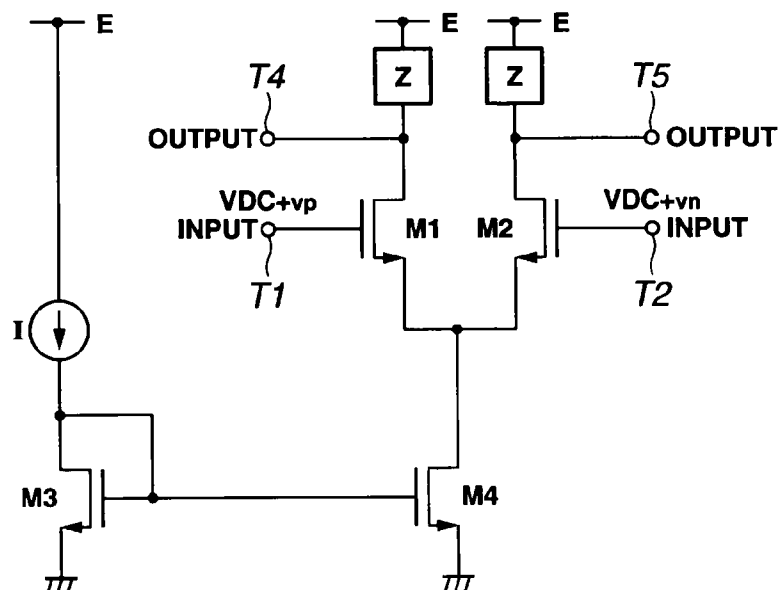 E
E
E
Z
Z
T4
T5
OUTPUT
OUTPUT
VDC+vp
VDC+vn
INPUT
M1
M2
INPUT
T1
T2
I
M3
M4